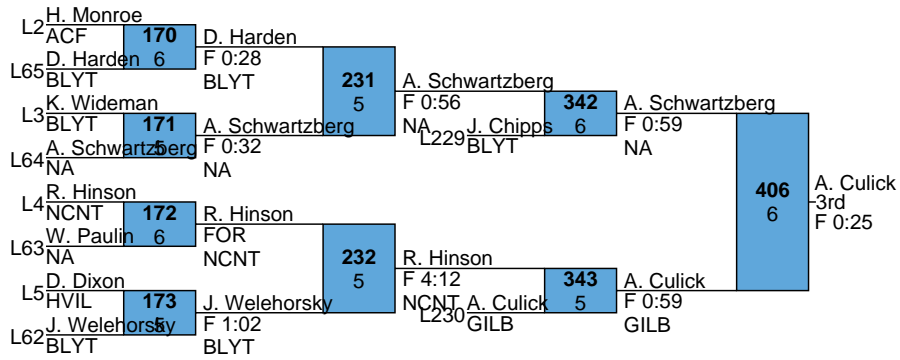 L2 H. Monroe
ACF
170
6
L65 D. Harden
BLYT
D. Harden
F 0:28
BLYT
L3 K. Wideman
BLYT
171
5
L64 A. Schwartzberg
NA
A. Schwartzberg
F 0:32
NA
231
5
A. Schwartzberg
F 0:56
NA
L229 J. Chipps
BLYT
342
6
A. Schwartzberg
F 0:59
NA
L4 R. Hinson
NCNT
172
6
L63 W. Paulin
NA
R. Hinson
FOR
NCNT
L5 D. Dixon
HVIL
173
5
L62 J. Welehorsky
BLYT
J. Welehorsky
F 1:02
BLYT
232
5
R. Hinson
F 4:12
NCNT
L230 A. Culick
GILB
343
5
A. Culick
F 0:59
GILB
406
6
A. Culick
3rd
F 0:25